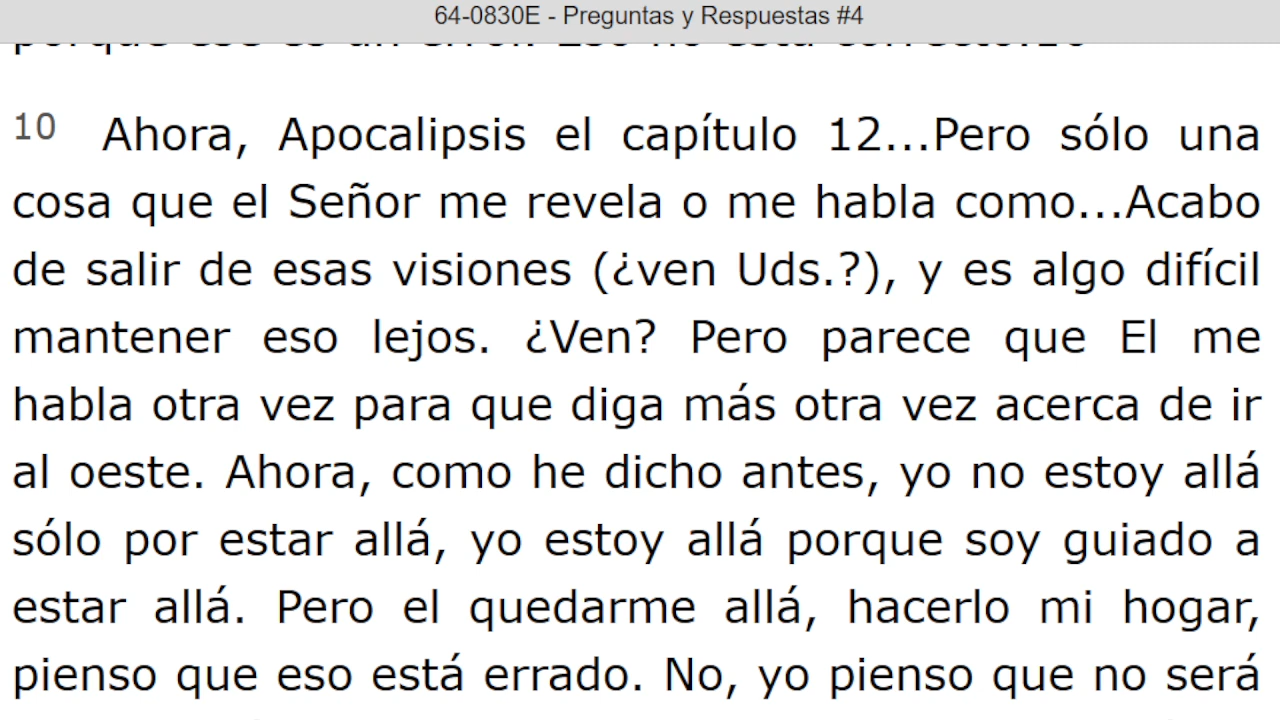 64-0830E - Preguntas y Respuestas #4
10 Ahora, Apocalipsis el capítulo 12...Pero sólo una
cosa que el Señor me revela o me habla como...Acabo
de salir de esas visiones (¿ven Uds.?), y es algo difícil
mantener eso lejos. ¿Ven? Pero parece que El me
habla otra vez para que diga más otra vez acerca de ir
al oeste. Ahora, como he dicho antes, yo no estoy allá
sólo por estar allá, yo estoy allá porque soy guiado a
estar allá. Pero el quedarme allá, hacerlo mi hogar,
pienso que eso está errado. No, yo pienso que no será